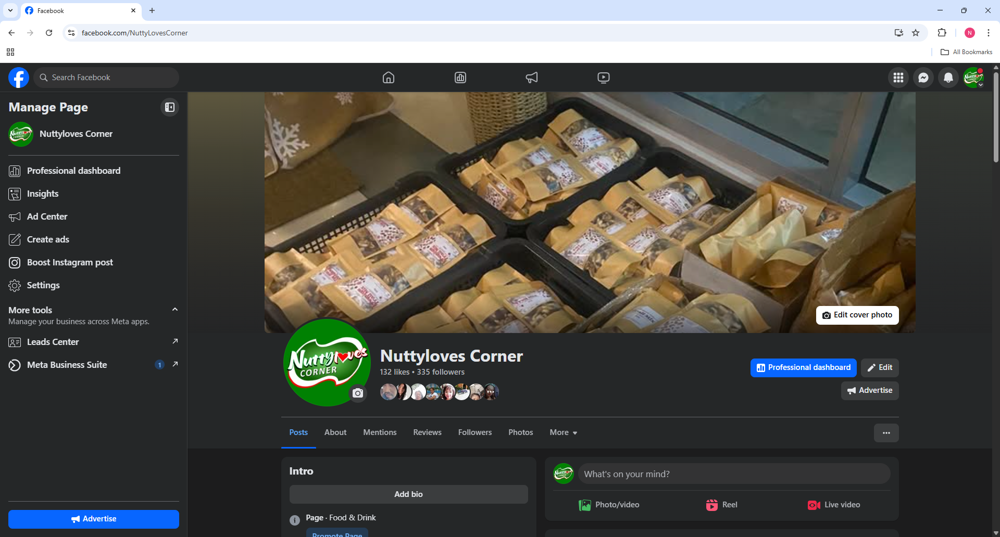 Facebook
facebook.com/NuttyLovesCorner
N
All Bookmarks
Search Facebook
Manage Page
Nuttyloves Corner
Professional dashboard
Insights
Ad Center
Create ads
Boost Instagram post
Settings
More tools
Manage your business across Meta apps.
Leads Center
Meta Business Suite
1
Advertise
Edit cover photo
Nuttyloves
CORNER
Nuttyloves Corner
132 likes • 335 followers
Professional dashboard
Edit
Advertise
Posts
About
Mentions
Reviews
Followers
Photos
More
Intro
Add bio
Page · Food & Drink
Promote Page
What's on your mind?
Photo/video
Reel
Live video